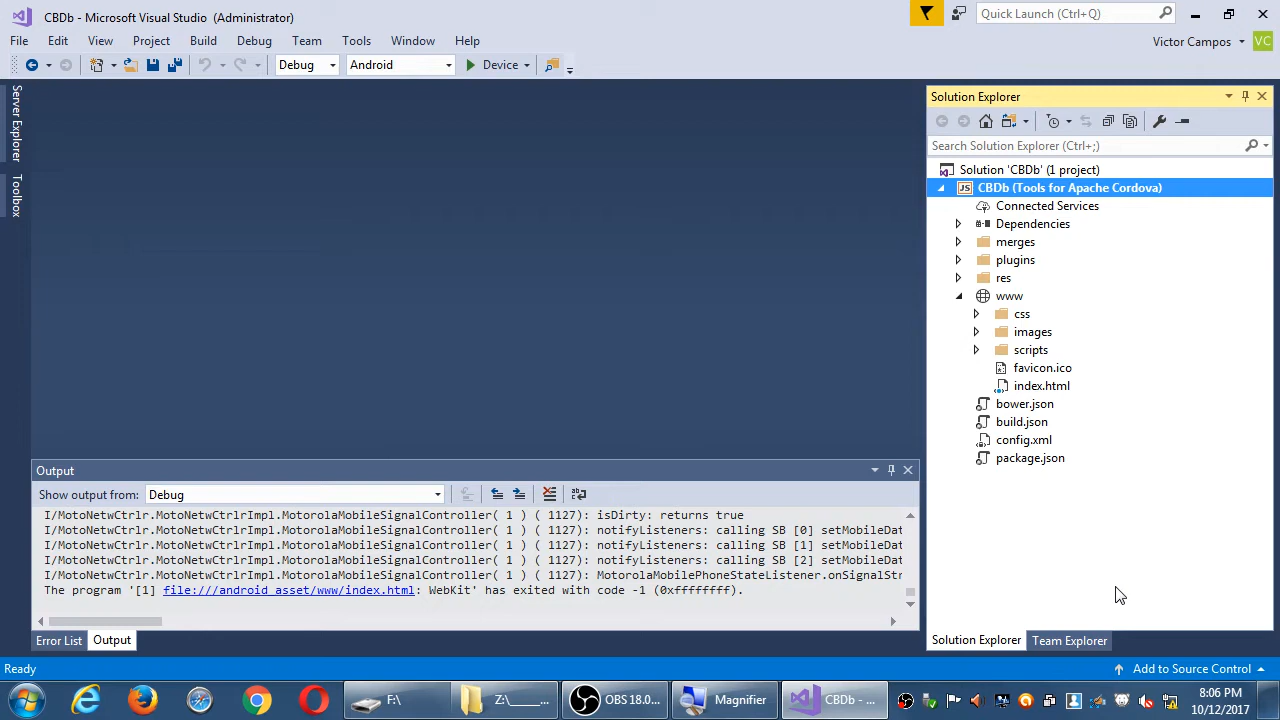 CBDb - Microsoft Visual Studio (Administrator)
Quick Launch (Ctrl+Q)
File Edit View Project Build Debug Team Tools Window Help
Victor Campos VC
Debug Android Device
Server Explorer
Toolbox
Solution Explorer
Search Solution Explorer (Ctrl+;)
Solution 'CBDb' (1 project)
JS CBDb (Tools for Apache Cordova)
Connected Services
Dependencies
merges
plugins
res
www
css
images
scripts
favicon.ico
index.html
bower.json
build.json
config.xml
package.json
Output
Show output from: Debug
I/MotoNetwCtrlr.MotoNetwCtrlrImpl.MotorolaMobileSignalController( 1 ) ( 1127): isDirty: returns true
I/MotoNetwCtrlr.MotoNetwCtrlrImpl.MotorolaMobileSignalController( 1 ) ( 1127): notifyListeners: calling SB [0] setMobileDat
I/MotoNetwCtrlr.MotoNetwCtrlrImpl.MotorolaMobileSignalController( 1 ) ( 1127): notifyListeners: calling SB [1] setMobileDat
I/MotoNetwCtrlr.MotoNetwCtrlrImpl.MotorolaMobileSignalController( 1 ) ( 1127): notifyListeners: calling SB [2] setMobileDat
I/MotoNetwCtrlr.MotoNetwCtrlrImpl.MotorolaMobileSignalController( 1 ) ( 1127): MotorolaMobilePhoneStateListener.onSignalStr
The program '[1] file:///android_asset/www/index.html: WebKit' has exited with code -1 (0xffffffff).
Error List Output
Solution Explorer Team Explorer
Ready
Add to Source Control
F:\ Z:\____... OBS 18.0... Magnifier CBDb - ...
8:06 PM
10/12/2017